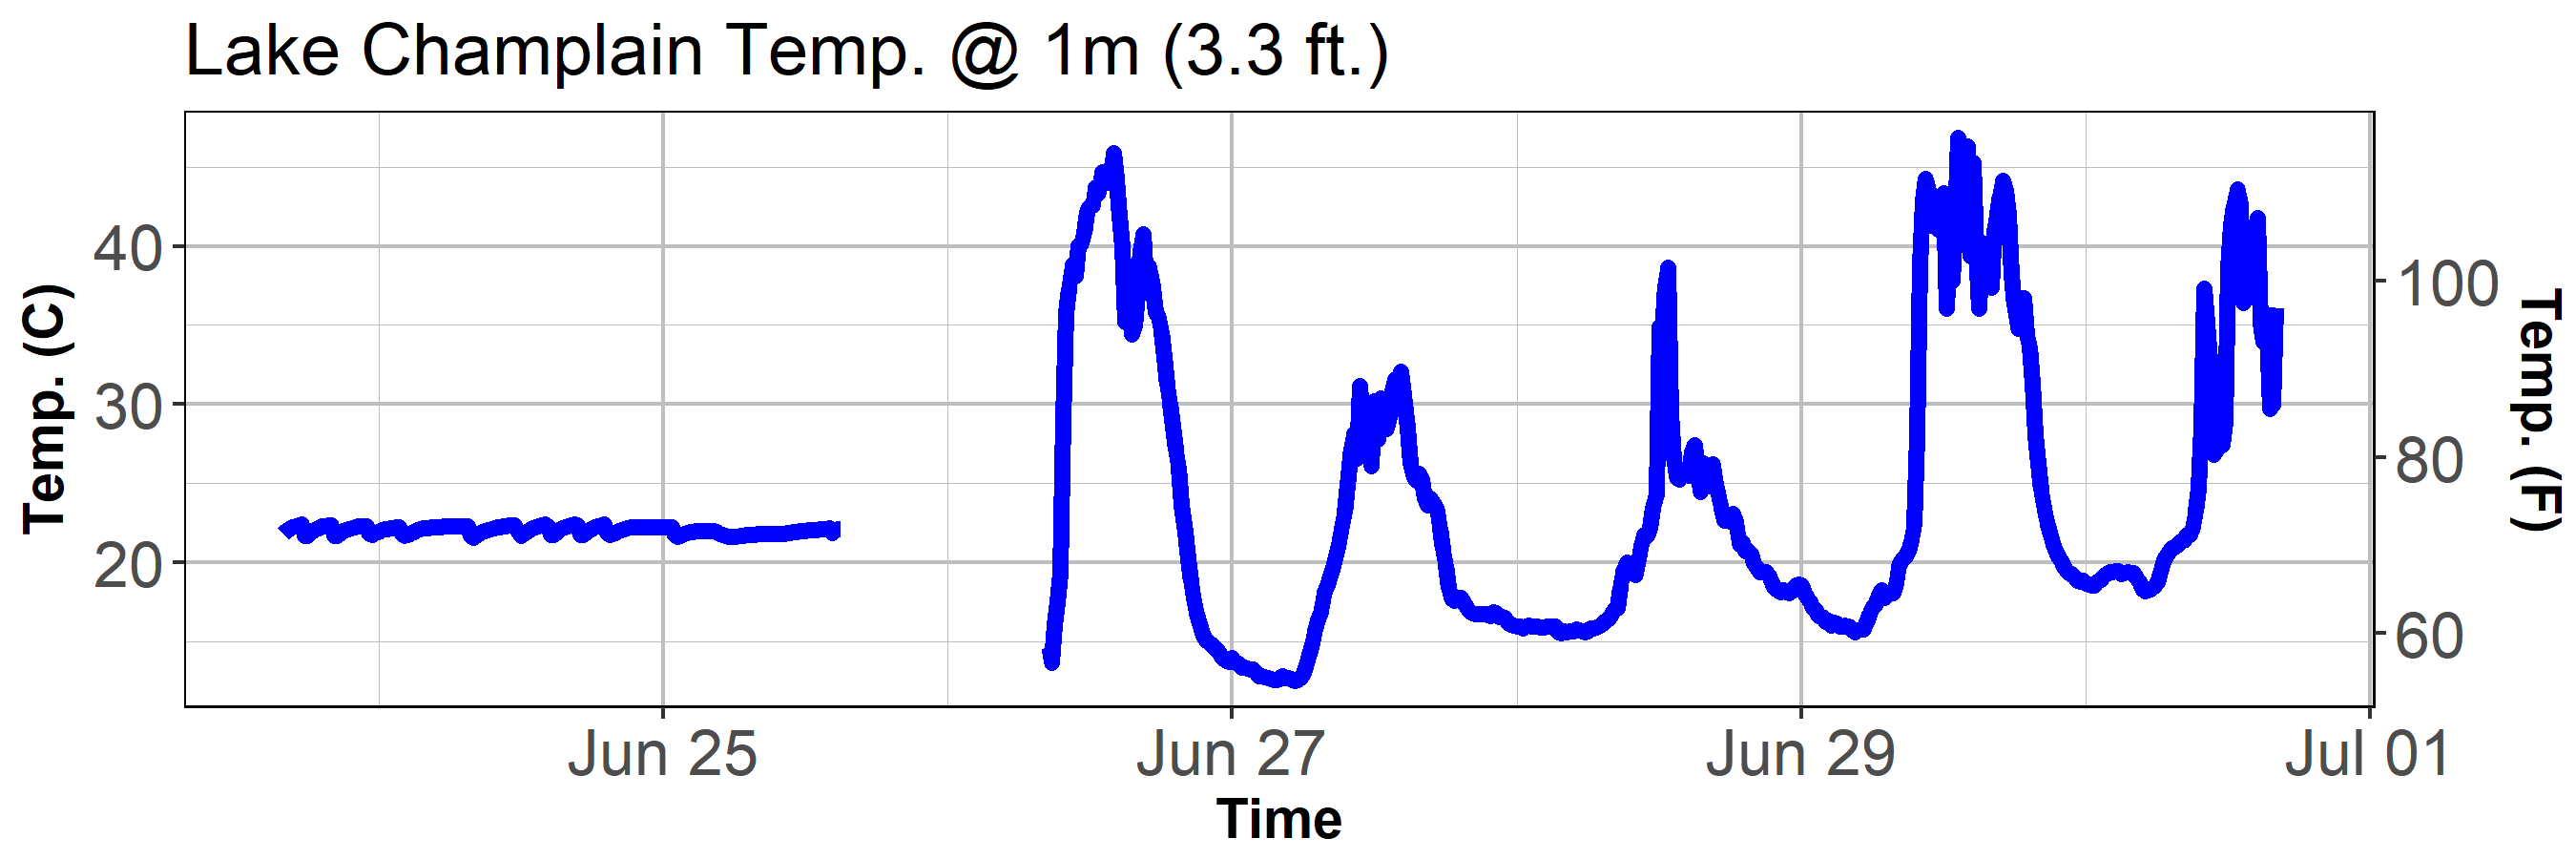 Lake Champlain Temp. @ 1m (3.3 ft.)
Temp. (C)
40
30
20
100
80
60
Temp. (F)
Jun 25
Jun 27
Jun 29
Jul 01
Time